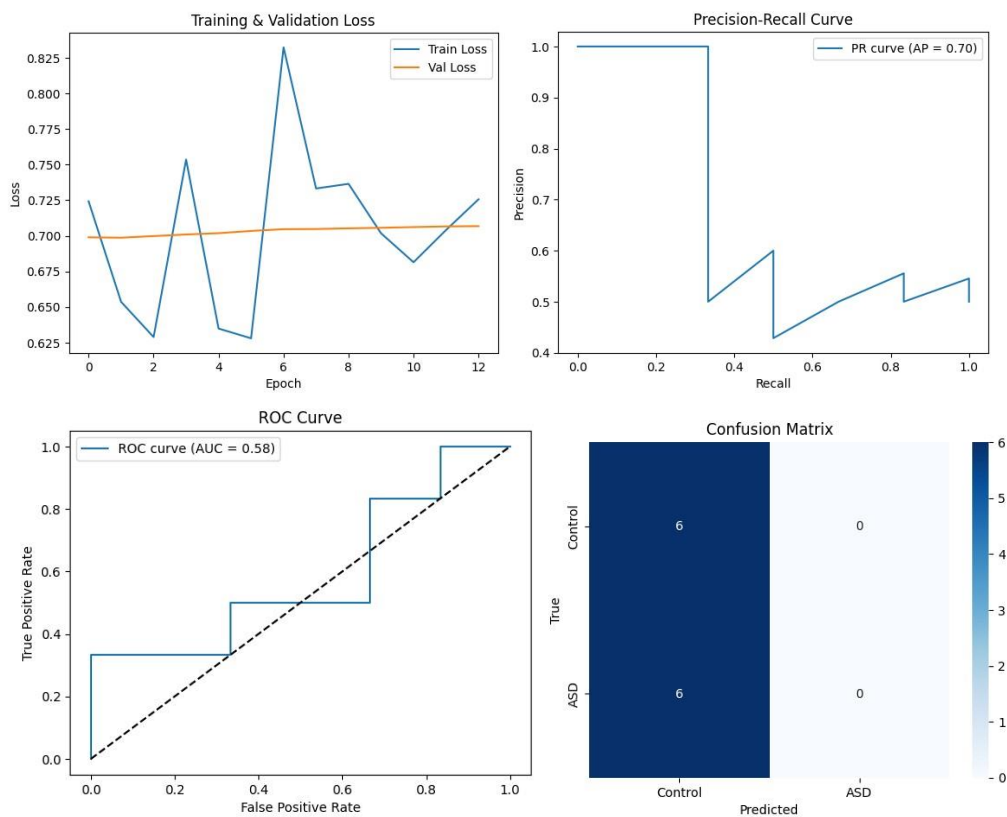 Training & Validation Loss
Train Loss
Val Loss
0.825
0.800
0.775
0.750
0.725
0.700
0.675
0.650
0.625
Loss
0 2 4 6 8 10 12
Epoch
Precision-Recall Curve
PR curve (AP = 0.70)
1.0
0.9
0.8
0.7
0.6
0.5
0.4
Precision
0.0 0.2 0.4 0.6 0.8 1.0
Recall
ROC Curve
ROC curve (AUC = 0.58)
1.0
0.8
0.6
0.4
0.2
0.0
True Positive Rate
0.0 0.2 0.4 0.6 0.8 1.0
False Positive Rate
Confusion Matrix
Control
ASD
True
6 0
6 0
Control ASD
Predicted
6
5
4
3
2
1
0